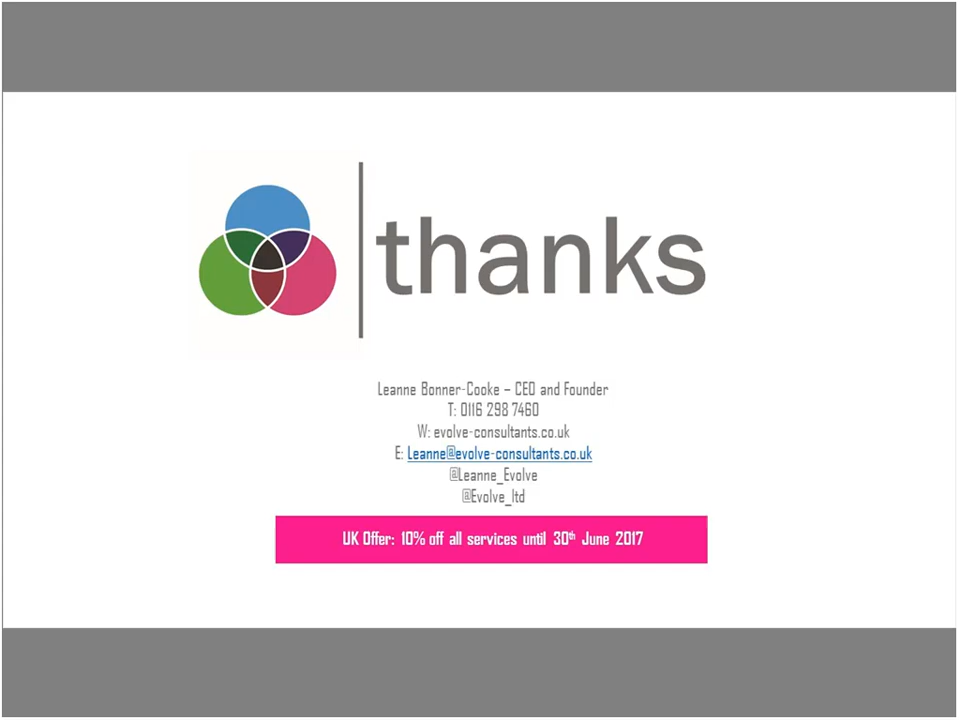 thanks
Leanne Bonner-Cooke – CEO and Founder
T: 0116 298 7460
W: evolve-consultants.co.uk
E: Leanne@evolve-consultants.co.uk
@Leanne_Evolve
@Evolve_ltd
UK Offer: 10% off all services until 30th June 2017